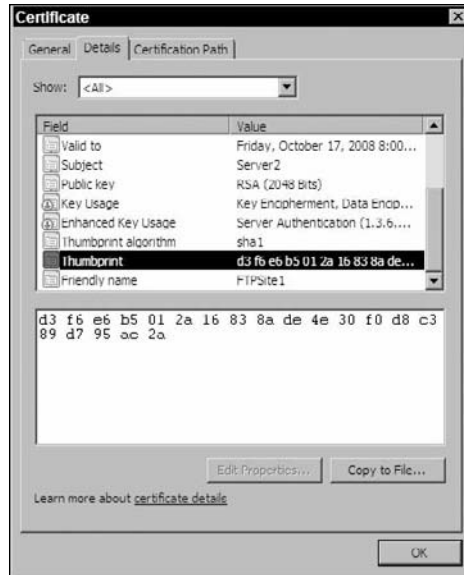 Certificate
General Details Certification Path
Show: <All>
Field Value
Valid to Friday, October 17, 2008 8:00...
Subject Server2
Public key RSA (2048 Bits)
Key Usage Key Encipherment, Data Encip...
Enhanced Key Usage Server Authentication (1.3.6....
Thumbprint algorithm sha1
Thumbprint d3 f6 e6 b5 01 2a 16 83 8a de...
Friendly name FTPSite1
d3 f6 e6 b5 01 2a 16 83 8a de 4e 30 f0 d8 c3
89 d7 95 ac 2a
Edit Properties... Copy to File...
Learn more about certificate details
OK